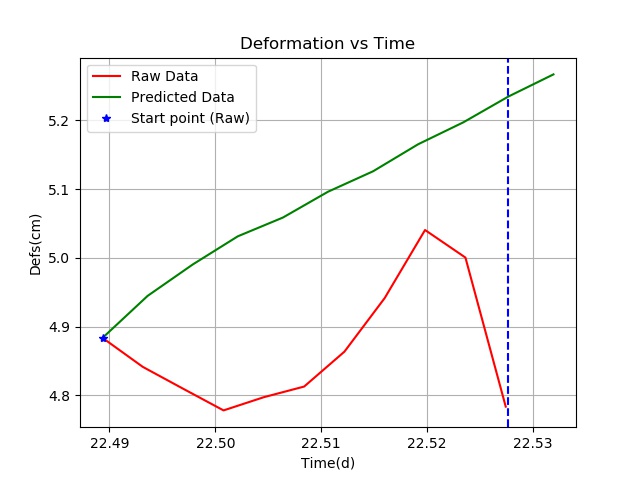 Deformation vs Time
Raw Data
Predicted Data
Start point (Raw)
5.2
5.1
5.0
4.9
4.8
Defs(cm)
22.49 22.50 22.51 22.52 22.53
Time(d)